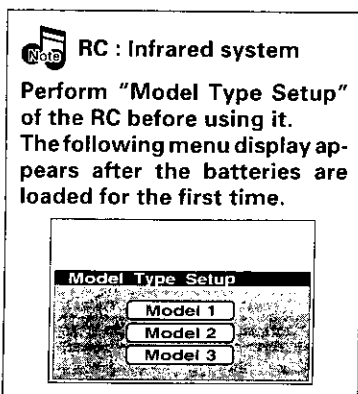 Note RC : Infrared system
Perform "Model Type Setup"
of the RC before using it.
The following menu display ap-
pears after the batteries are
loaded for the first time.
Model Type Setup
Model 1
Model 2
Model 3